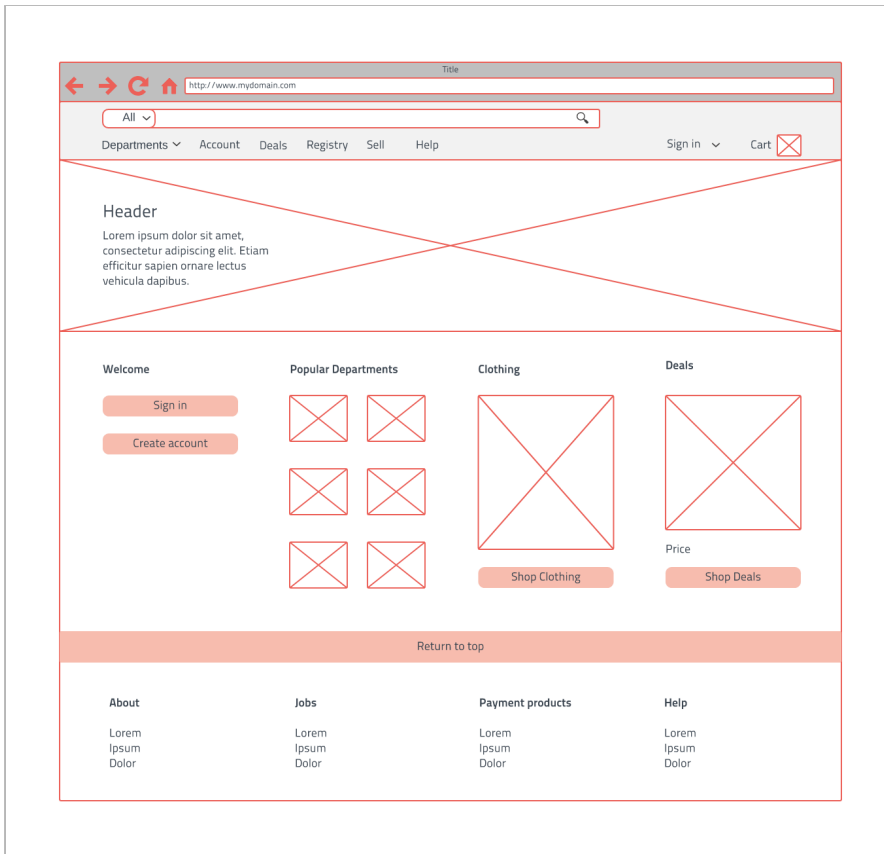 Title
http://www.mydomain.com
All
Departments Account Deals Registry Sell Help Sign in Cart
Header
Lorem ipsum dolor sit amet,
consectetur adipiscing elit. Etiam
efficitur sapien ornare lectus
vehicula dapibus.
Welcome
Sign in
Create account
Popular Departments
Clothing
Shop Clothing
Deals
Price
Shop Deals
Return to top
About
Lorem
Ipsum
Dolor
Jobs
Lorem
Ipsum
Dolor
Payment products
Lorem
Ipsum
Dolor
Help
Lorem
Ipsum
Dolor